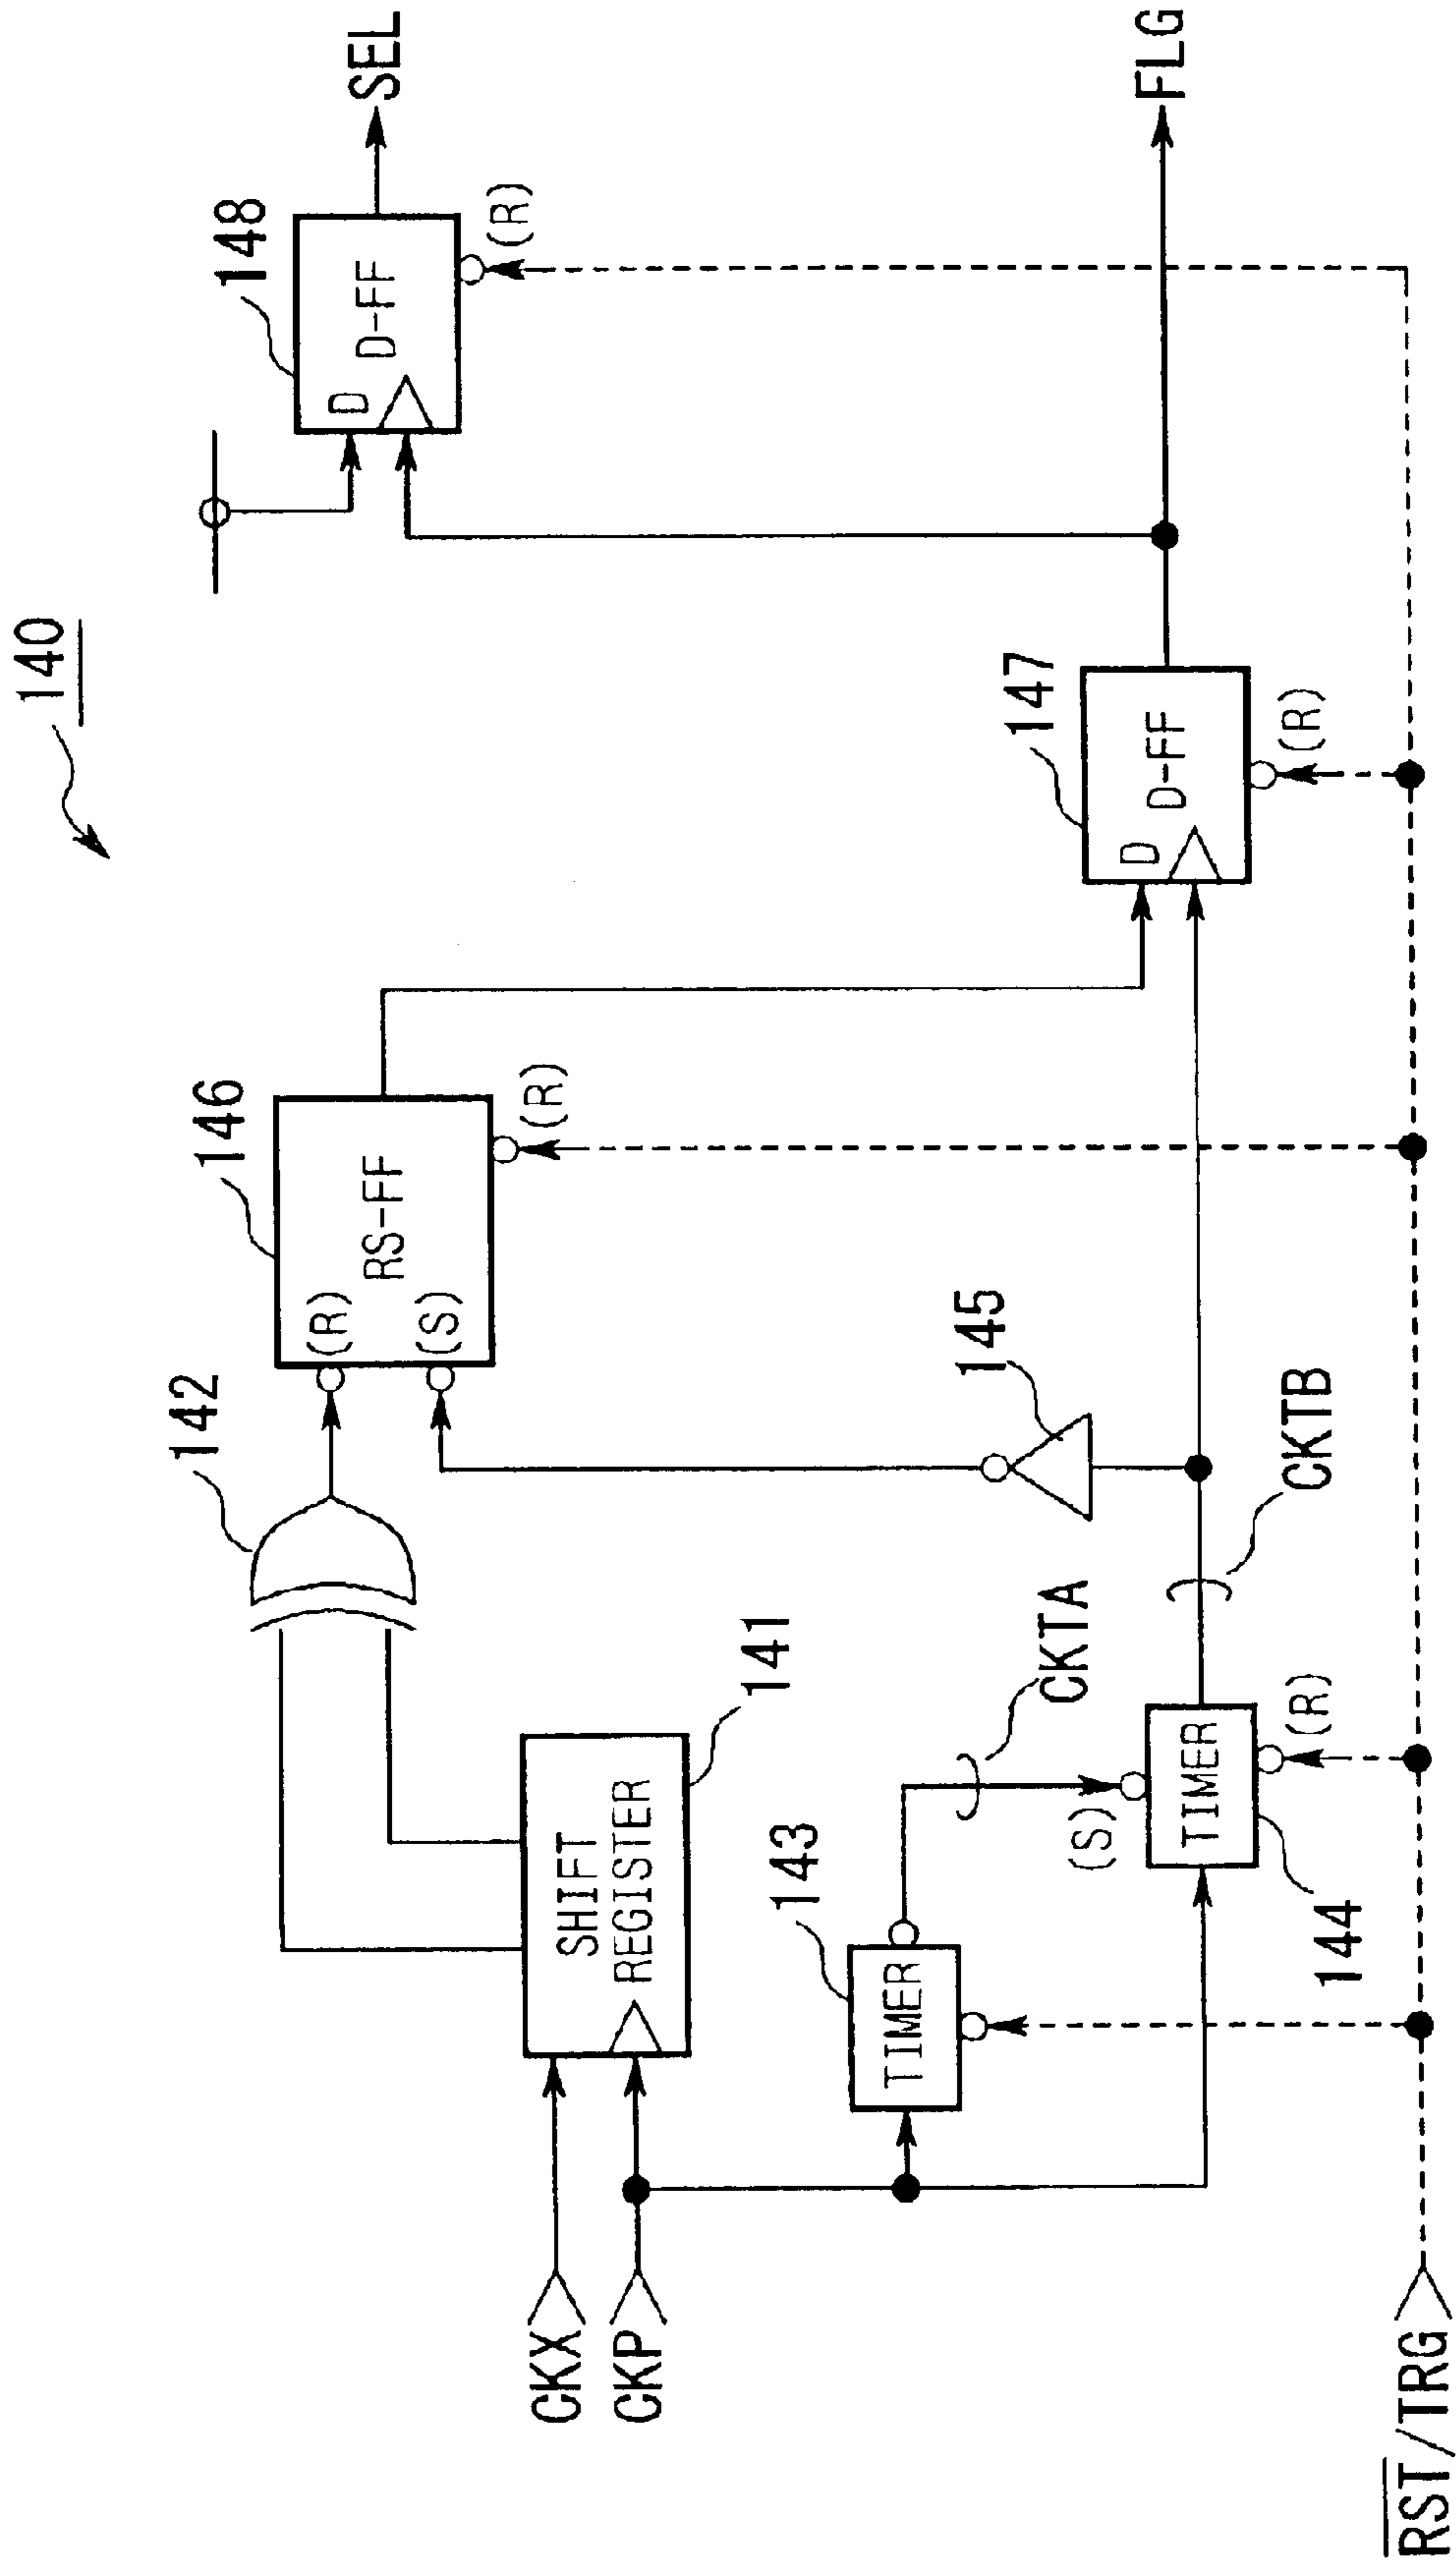 140
148
D
D-FF
(R)
SEL
142
146
(R)
(S)
RS-FF
(R)
147
D
D-FF
(R)
FLG
CKX
CKP
SHIFT
REGISTER
141
145
143
TIMER
CKTA
(S)
TIMER
144
(R)
CKTB
R̅S̅T̅/TRG